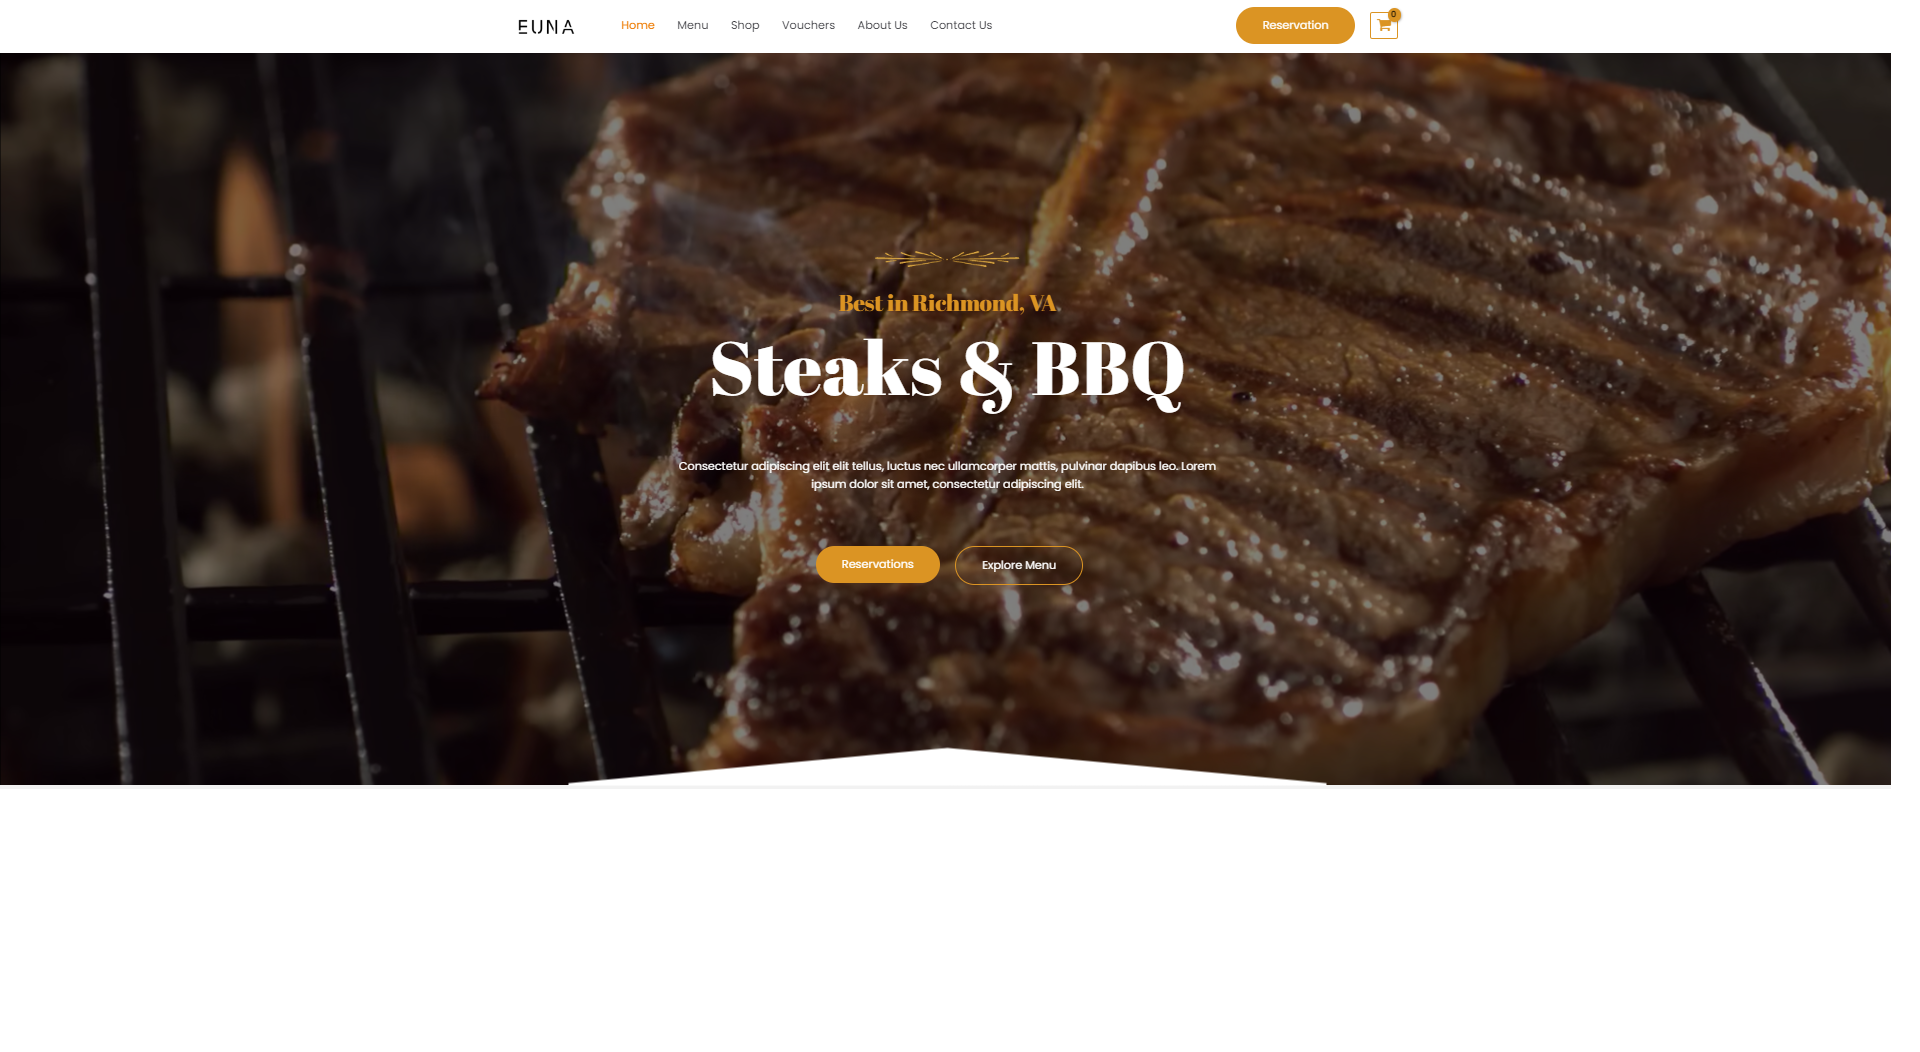 EUNA
Home Menu Shop Vouchers About Us Contact Us
Reservation
0
Best in Richmond, VA
Steaks & BBQ
Consectetur adipiscing elit elit tellus, luctus nec ullamcorper mattis, pulvinar dapibus leo. Lorem
ipsum dolor sit amet, consectetur adipiscing elit.
Reservations
Explore Menu